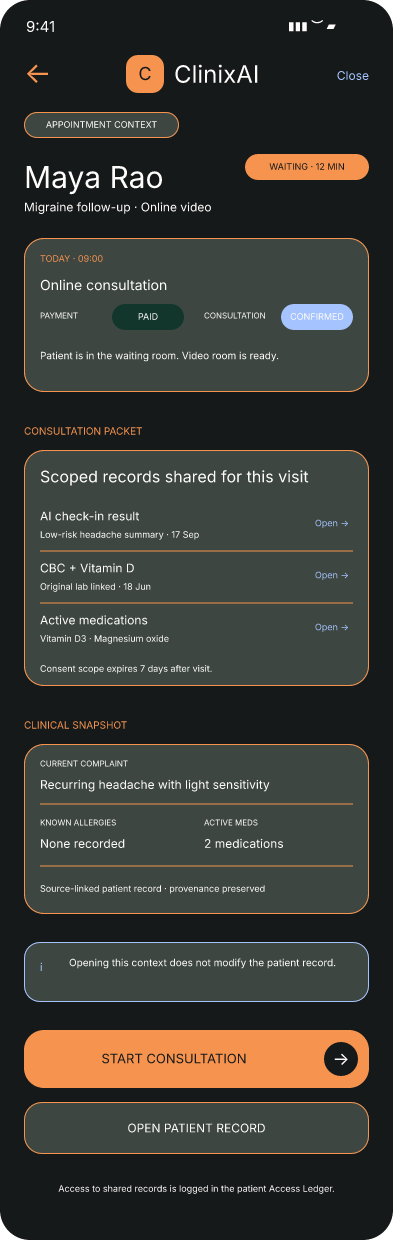 9:41
←
C ClinixAI
Close
APPOINTMENT CONTEXT
Maya Rao
WAITING · 12 MIN
Migraine follow-up · Online video
TODAY · 09:00
Online consultation
PAYMENT PAID CONSULTATION CONFIRMED
Patient is in the waiting room. Video room is ready.
CONSULTATION PACKET
Scoped records shared for this visit
AI check-in result
Low-risk headache summary · 17 Sep
Open →
CBC + Vitamin D
Original lab linked · 18 Jun
Open →
Active medications
Vitamin D3 · Magnesium oxide
Open →
Consent scope expires 7 days after visit.
CLINICAL SNAPSHOT
CURRENT COMPLAINT
Recurring headache with light sensitivity
KNOWN ALLERGIES
None recorded
ACTIVE MEDS
2 medications
Source-linked patient record · provenance preserved
i Opening this context does not modify the patient record.
START CONSULTATION →
OPEN PATIENT RECORD
Access to shared records is logged in the patient Access Ledger.